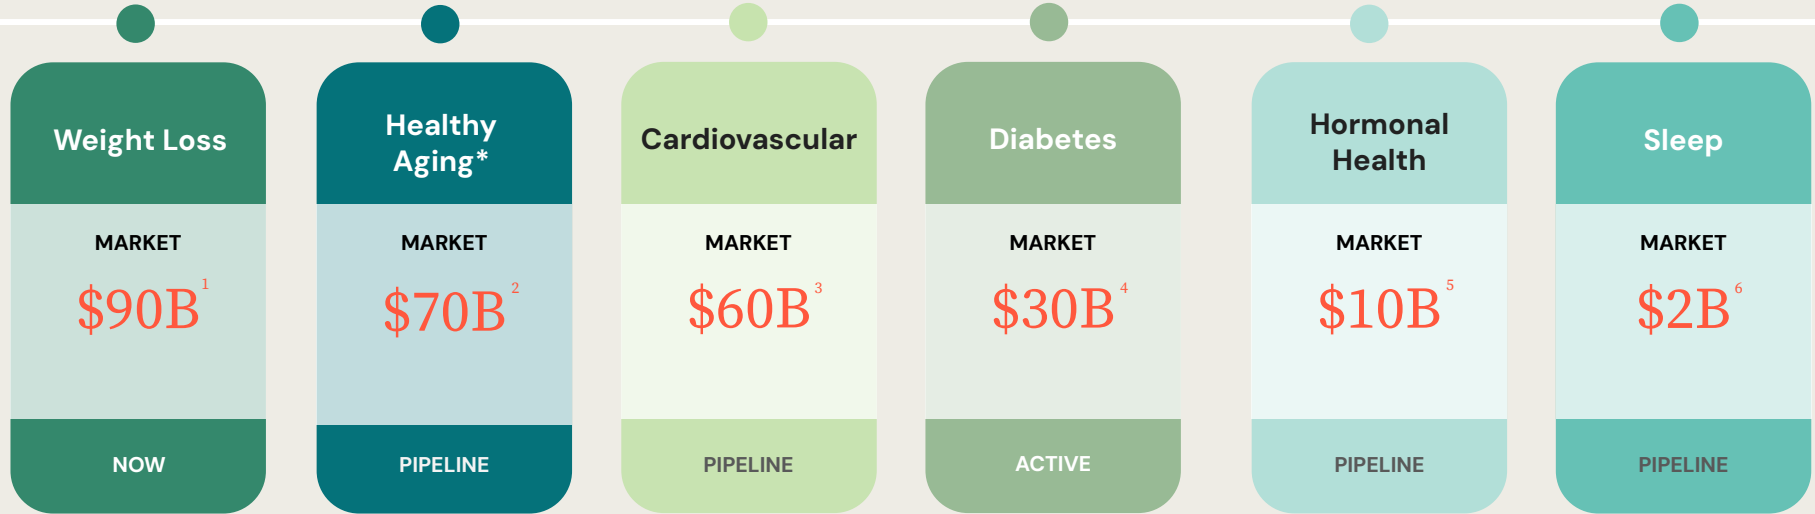 Weight Loss
MARKET
$90B¹
NOW
Healthy
Aging*
MARKET
$70B²
PIPELINE
Cardiovascular
MARKET
$60B³
PIPELINE
Diabetes
MARKET
$30B⁴
ACTIVE
Hormonal
Health
MARKET
$10B⁵
PIPELINE
Sleep
MARKET
$2B⁶
PIPELINE